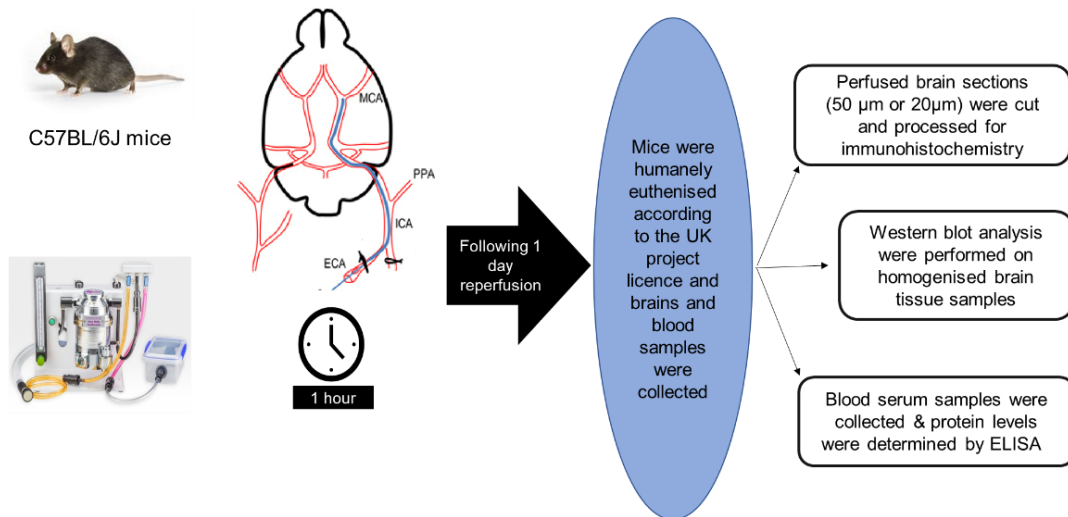 C57BL/6J mice
MCA
PPA
ICA
ECA
1 hour
Following 1
day
reperfusion
Mice were
humanely
euthenised
according
to the UK
project
licence and
brains and
blood
samples
were
collected
Perfused brain sections
(50 µm or 20µm) were cut
and processed for
immunohistochemistry
Western blot analysis
were performed on
homogenised brain
tissue samples
Blood serum samples were
collected & protein levels
were determined by ELISA